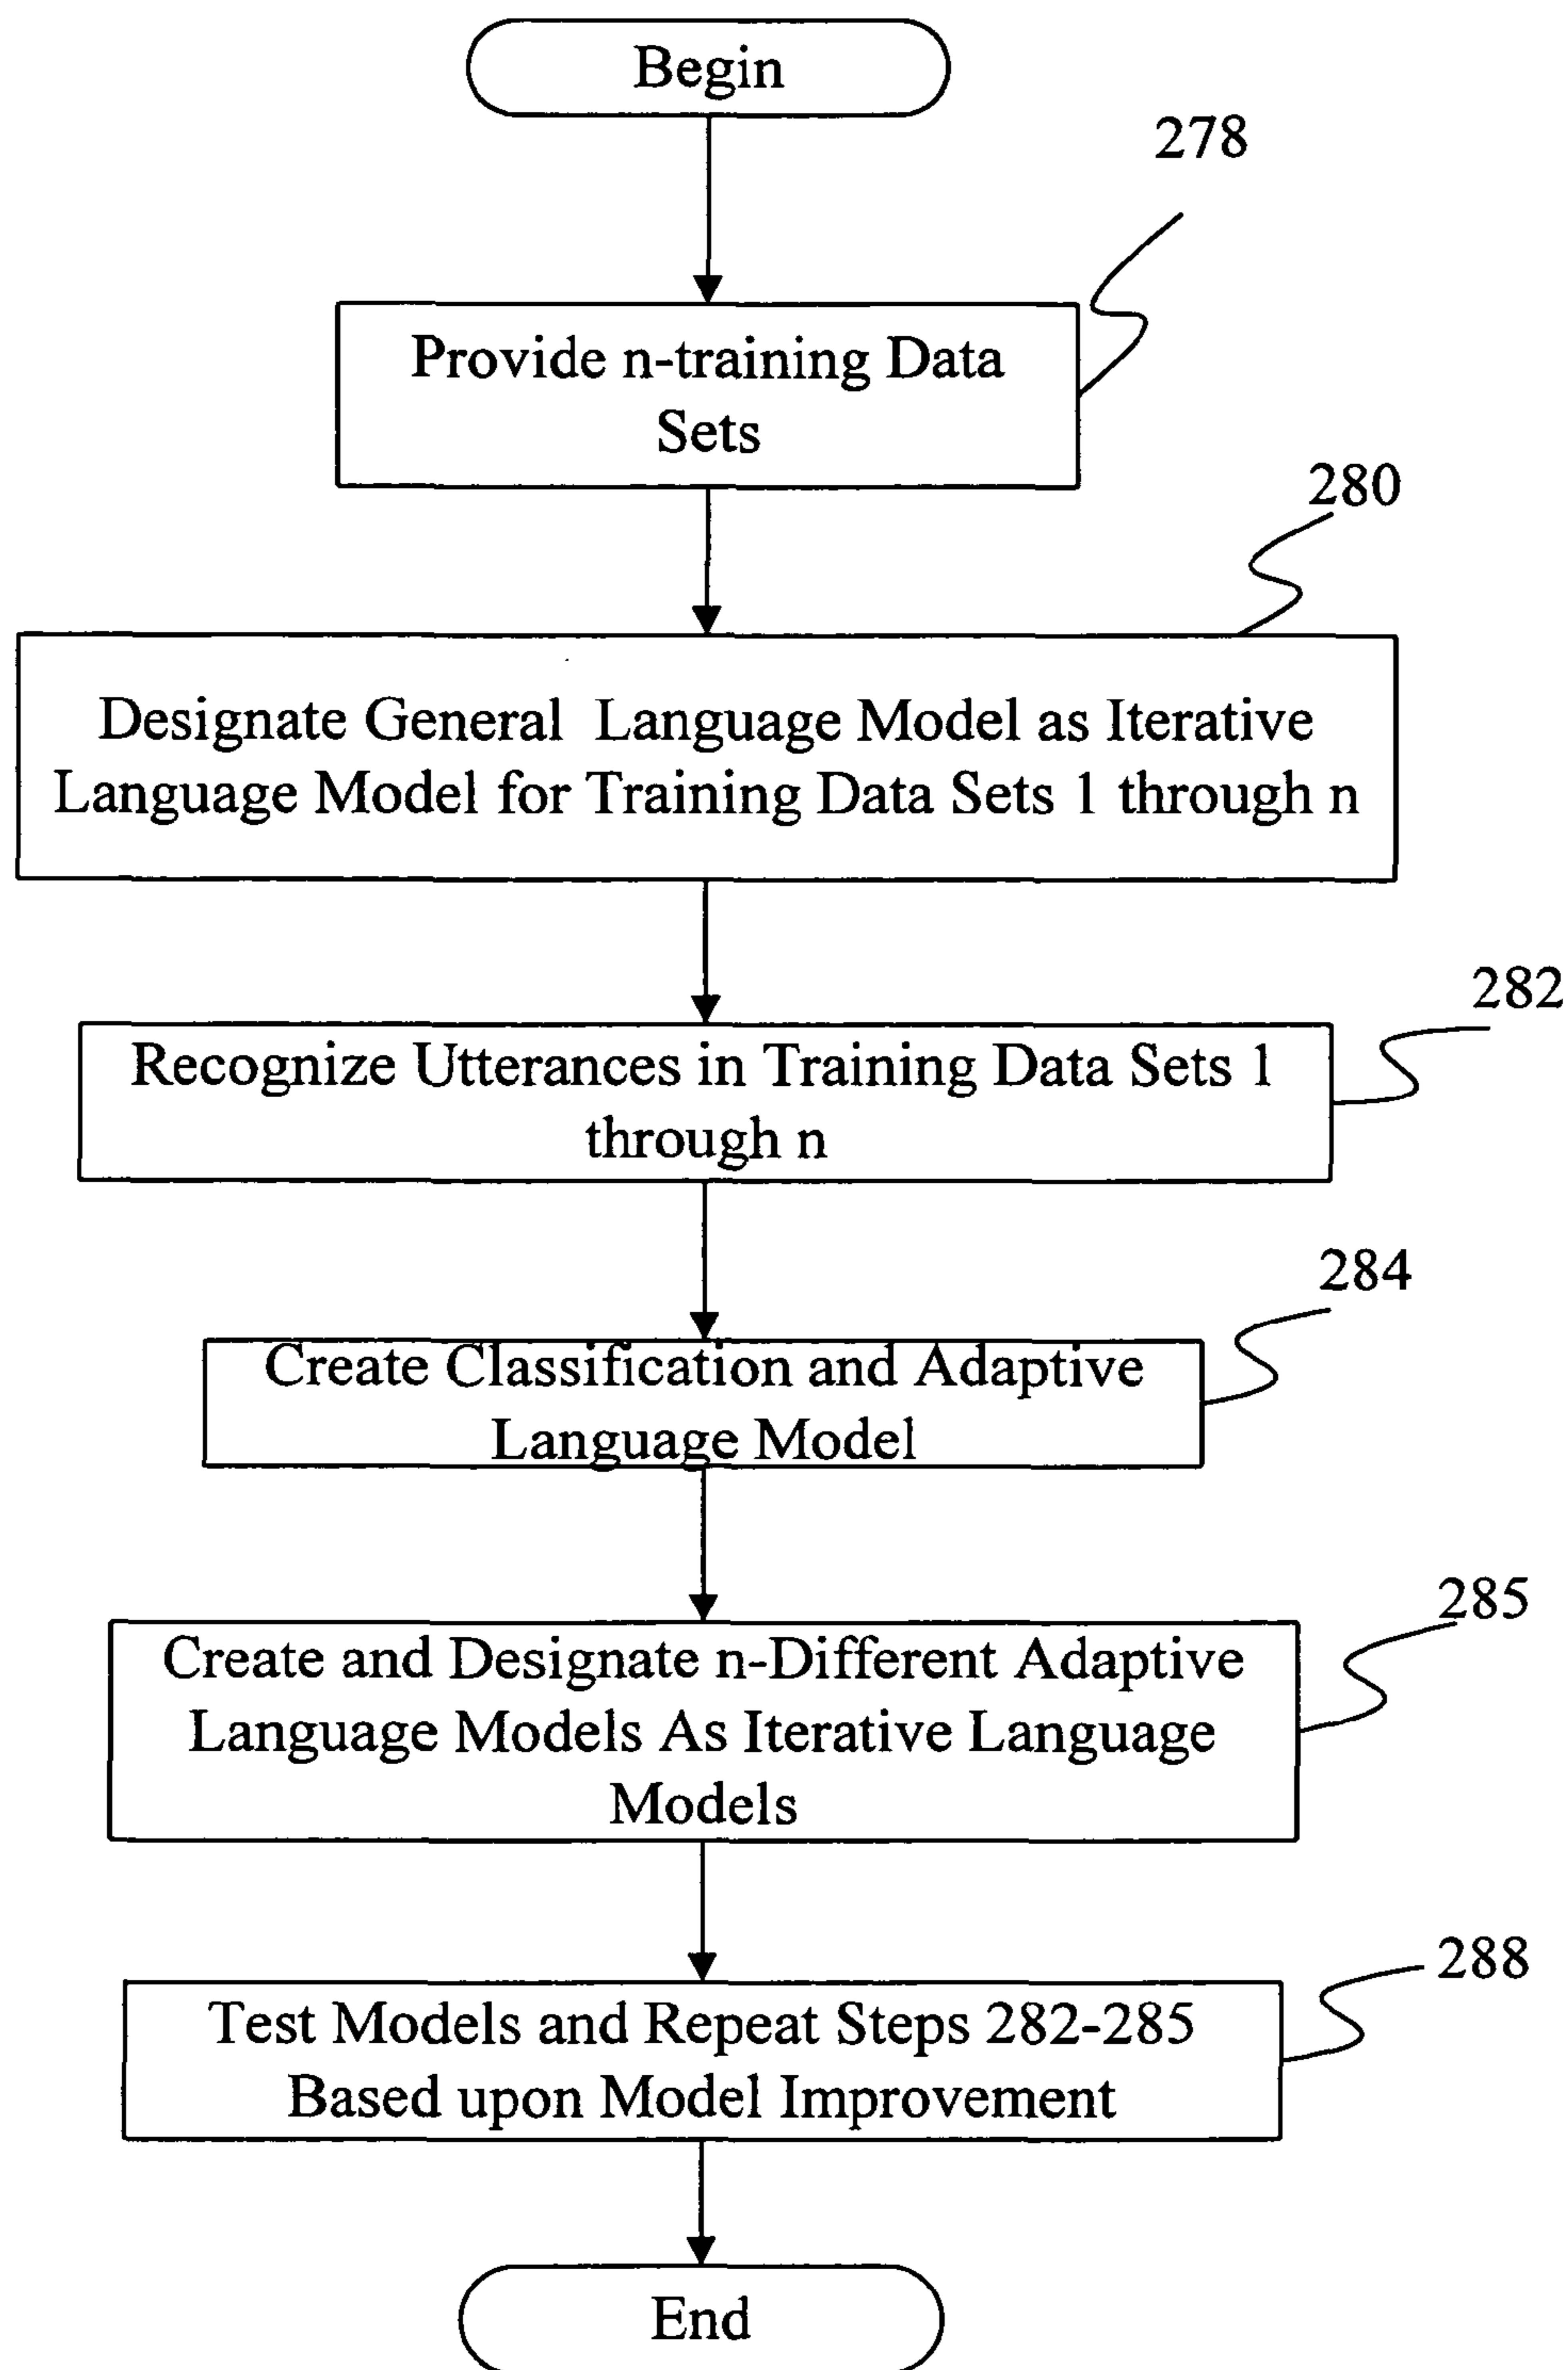 Begin
278
Provide n-training Data
Sets
280
Designate General Language Model as Iterative
Language Model for Training Data Sets 1 through n
282
Recognize Utterances in Training Data Sets 1
through n
284
Create Classification and Adaptive
Language Model
285
Create and Designate n-Different Adaptive
Language Models As Iterative Language
Models
288
Test Models and Repeat Steps 282-285
Based upon Model Improvement
End